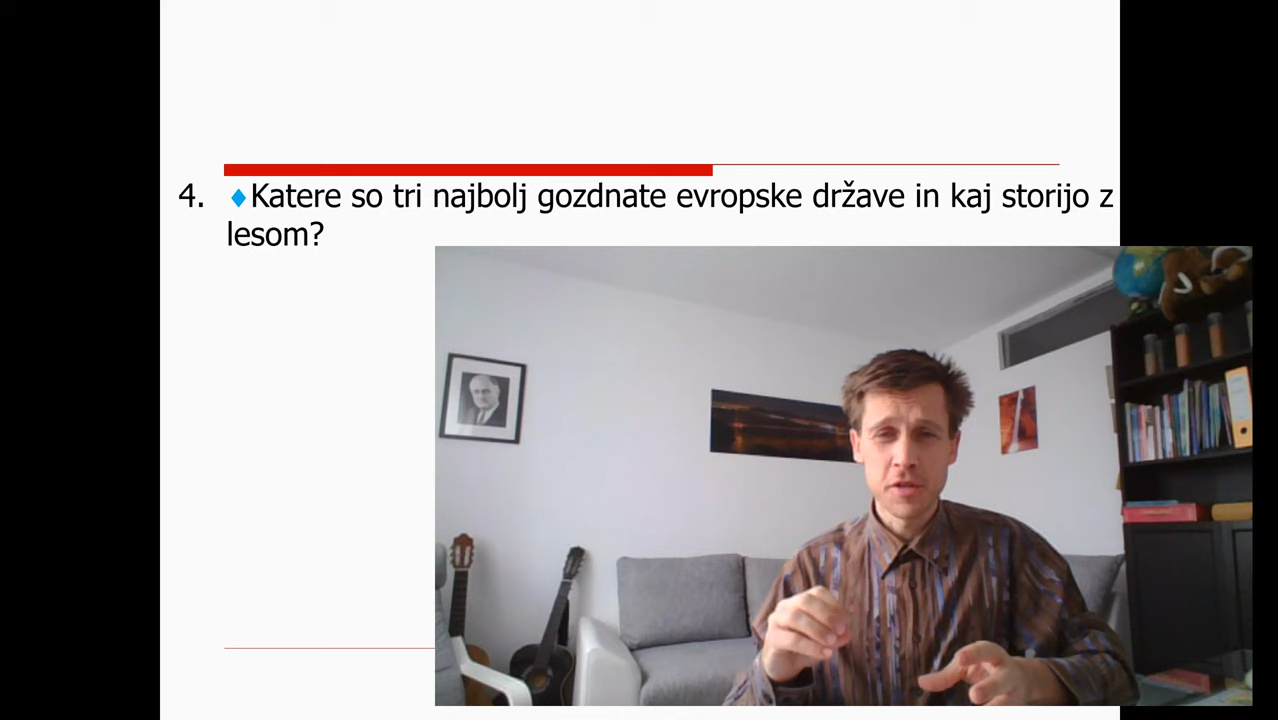 4. ♦Katere so tri najbolj gozdnate evropske države in kaj storijo z
lesom?